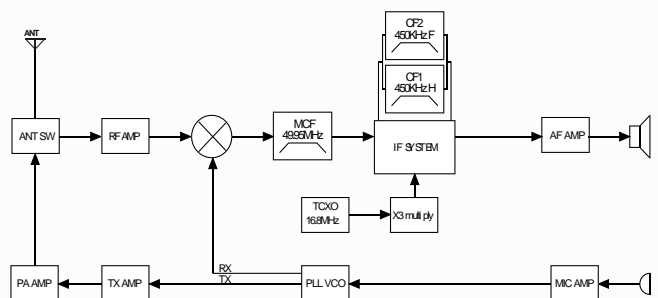 ANT
CF2
450KHz F
CF1
450KHz H
MCF
49.95MHz
ANT SW
RF AMP
IF SYSTEM
AF AMP
TCXO
16.8MHz
X3 multiply
RX
TX
PA AMP
TX AMP
PLL VCO
MIC AMP